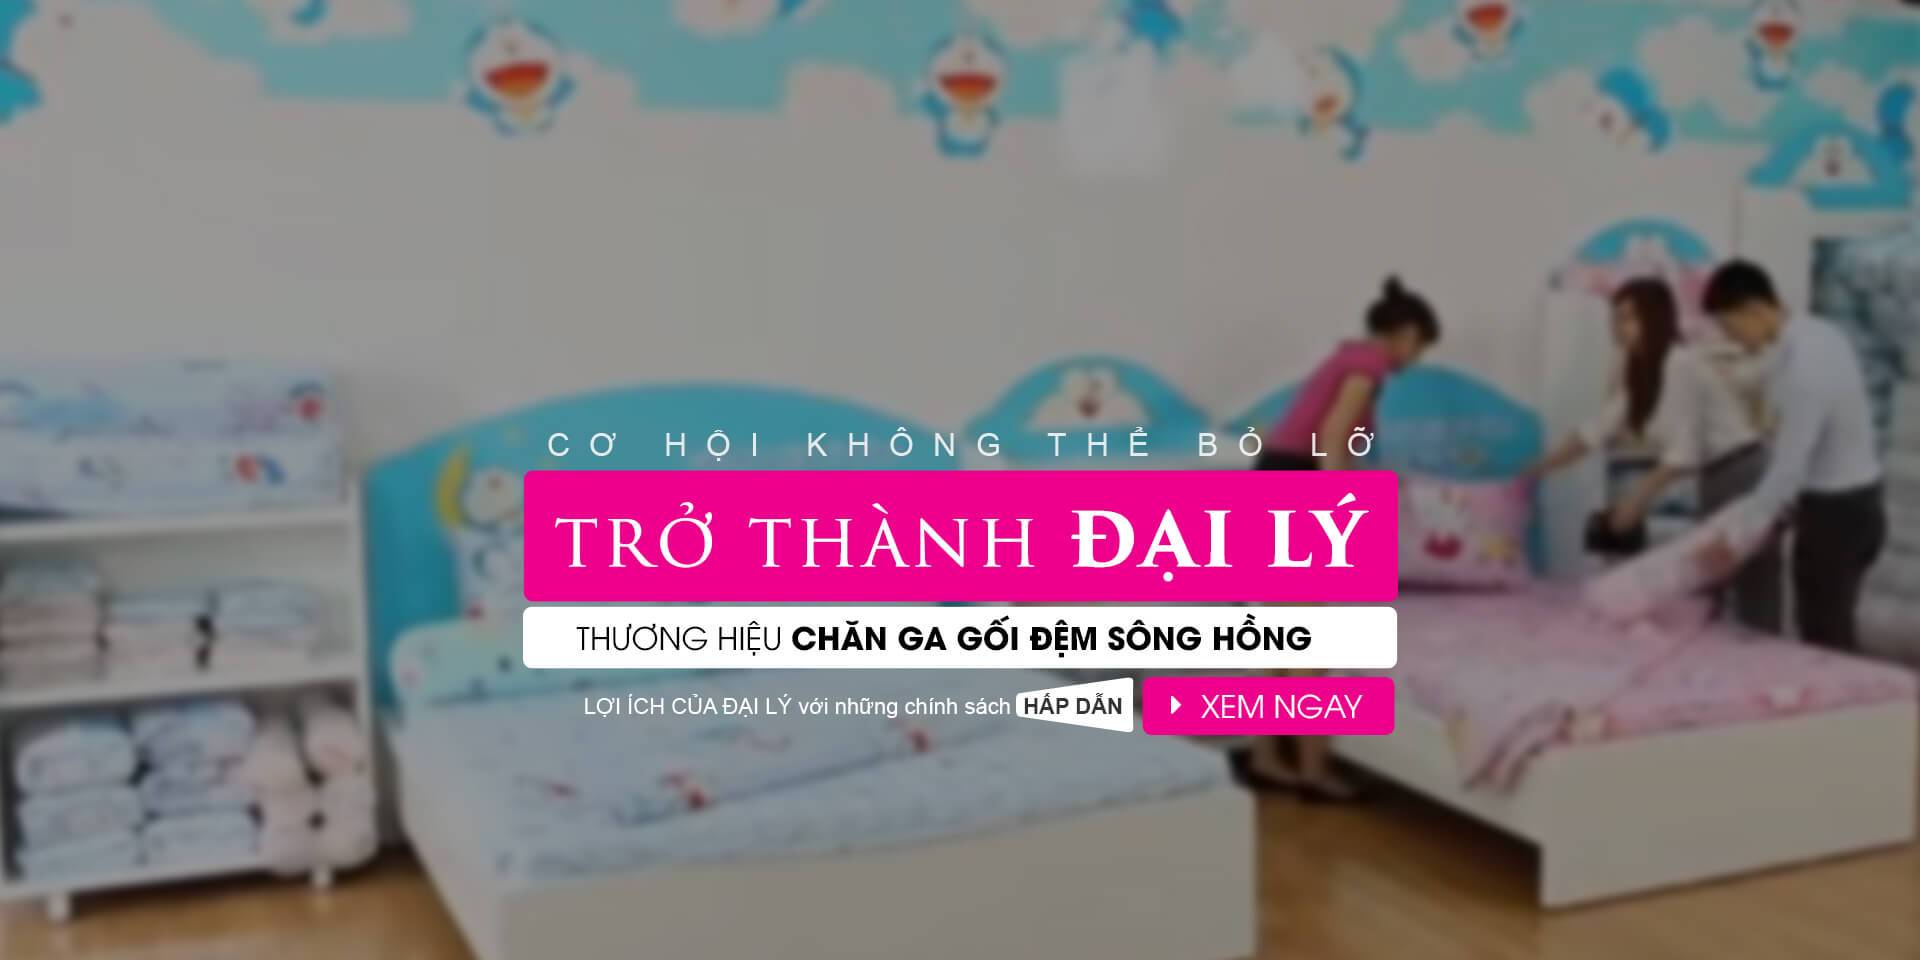 CƠ HỘI KHÔNG THỂ BỎ LỠ
TRỞ THÀNH ĐẠI LÝ
THƯƠNG HIỆU CHĂN GA GỐI ĐỆM SÔNG HỒNG
LỢI ÍCH CỦA ĐẠI LÝ với những chính sách HẤP DẪN XEM NGAY